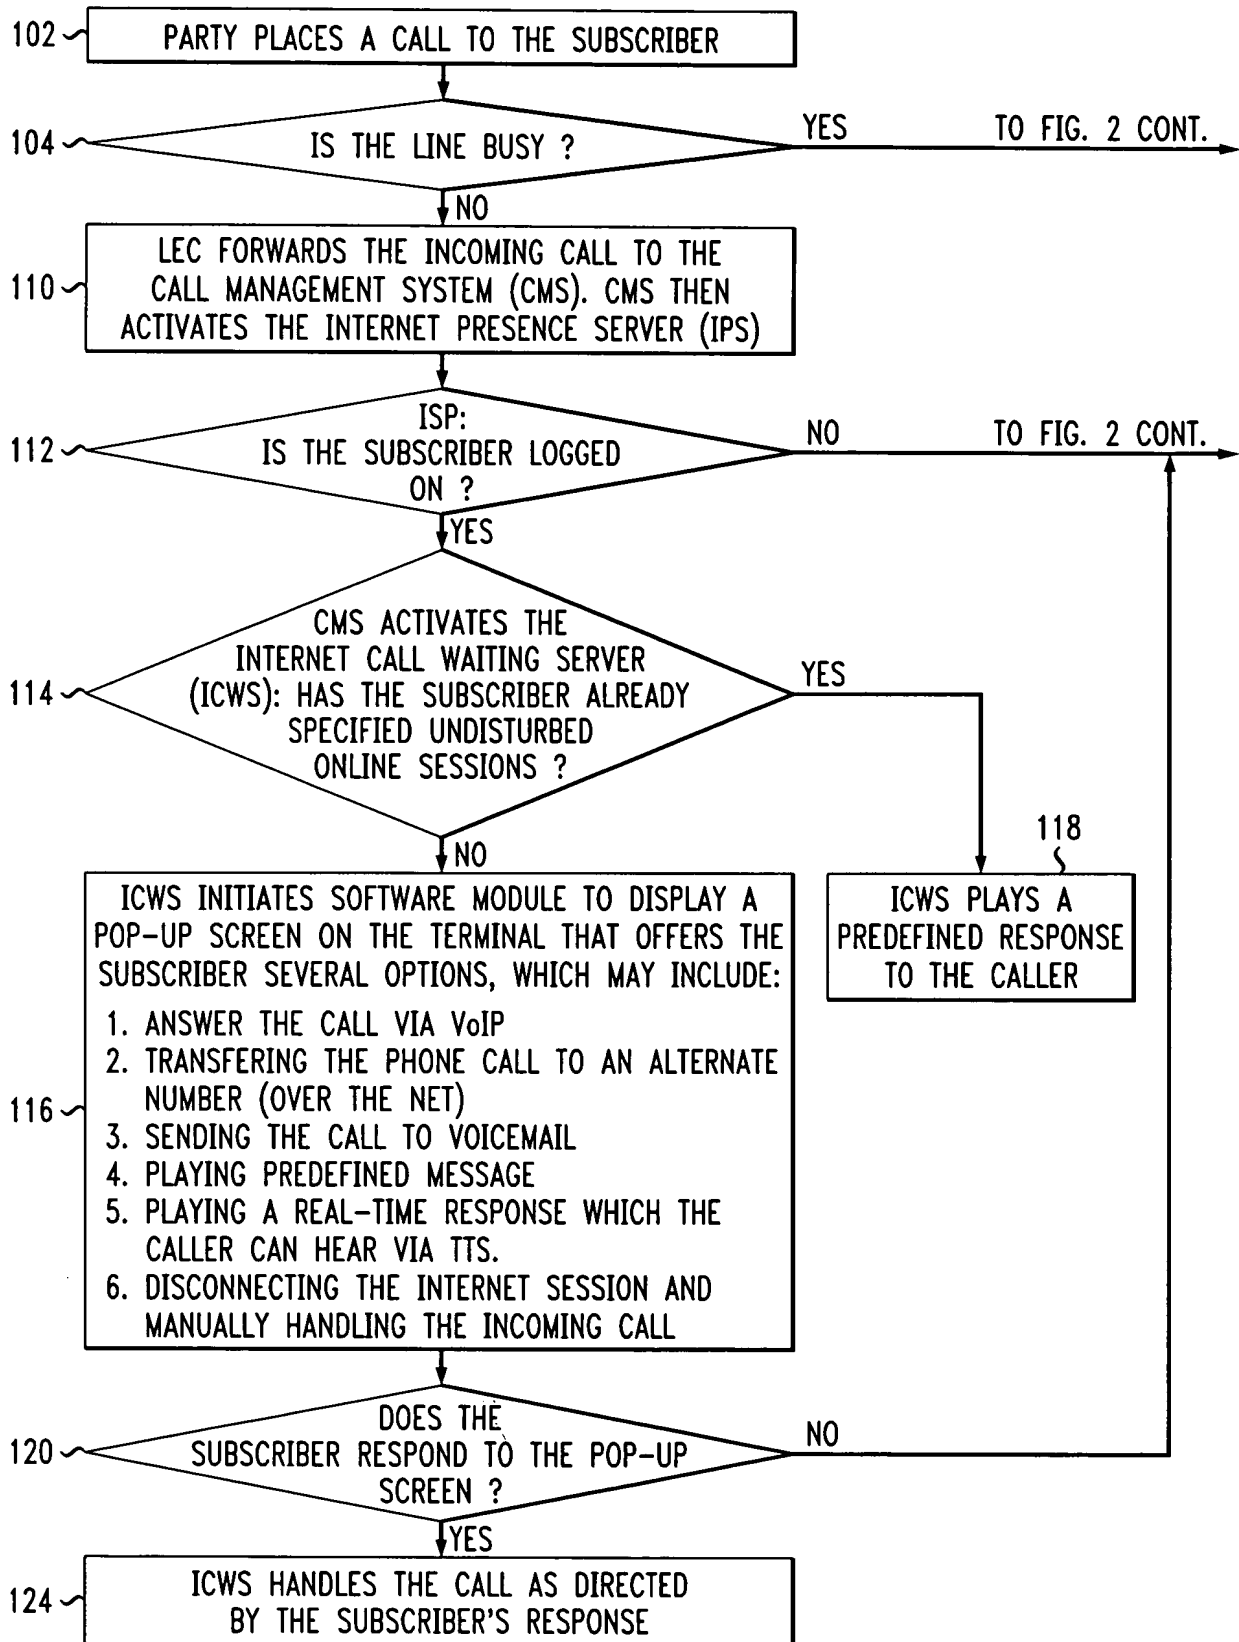 102
PARTY PLACES A CALL TO THE SUBSCRIBER
104
IS THE LINE BUSY ?
YES
TO FIG. 2 CONT.
NO
110
LEC FORWARDS THE INCOMING CALL TO THE
CALL MANAGEMENT SYSTEM (CMS). CMS THEN
ACTIVATES THE INTERNET PRESENCE SERVER (IPS)
112
ISP:
IS THE SUBSCRIBER LOGGED
ON ?
NO
TO FIG. 2 CONT.
YES
114
CMS ACTIVATES THE
INTERNET CALL WAITING SERVER
(ICWS): HAS THE SUBSCRIBER ALREADY
SPECIFIED UNDISTURBED
ONLINE SESSIONS ?
YES
NO
118
ICWS PLAYS A
PREDEFINED RESPONSE
TO THE CALLER
116
ICWS INITIATES SOFTWARE MODULE TO DISPLAY A
POP-UP SCREEN ON THE TERMINAL THAT OFFERS THE
SUBSCRIBER SEVERAL OPTIONS, WHICH MAY INCLUDE:
1. ANSWER THE CALL VIA VoIP
2. TRANSFERING THE PHONE CALL TO AN ALTERNATE
NUMBER (OVER THE NET)
3. SENDING THE CALL TO VOICEMAIL
4. PLAYING PREDEFINED MESSAGE
5. PLAYING A REAL-TIME RESPONSE WHICH THE
CALLER CAN HEAR VIA TTS.
6. DISCONNECTING THE INTERNET SESSION AND
MANUALLY HANDLING THE INCOMING CALL
120
DOES THE
SUBSCRIBER RESPOND TO THE POP-UP
SCREEN ?
NO
YES
124
ICWS HANDLES THE CALL AS DIRECTED
BY THE SUBSCRIBER'S RESPONSE